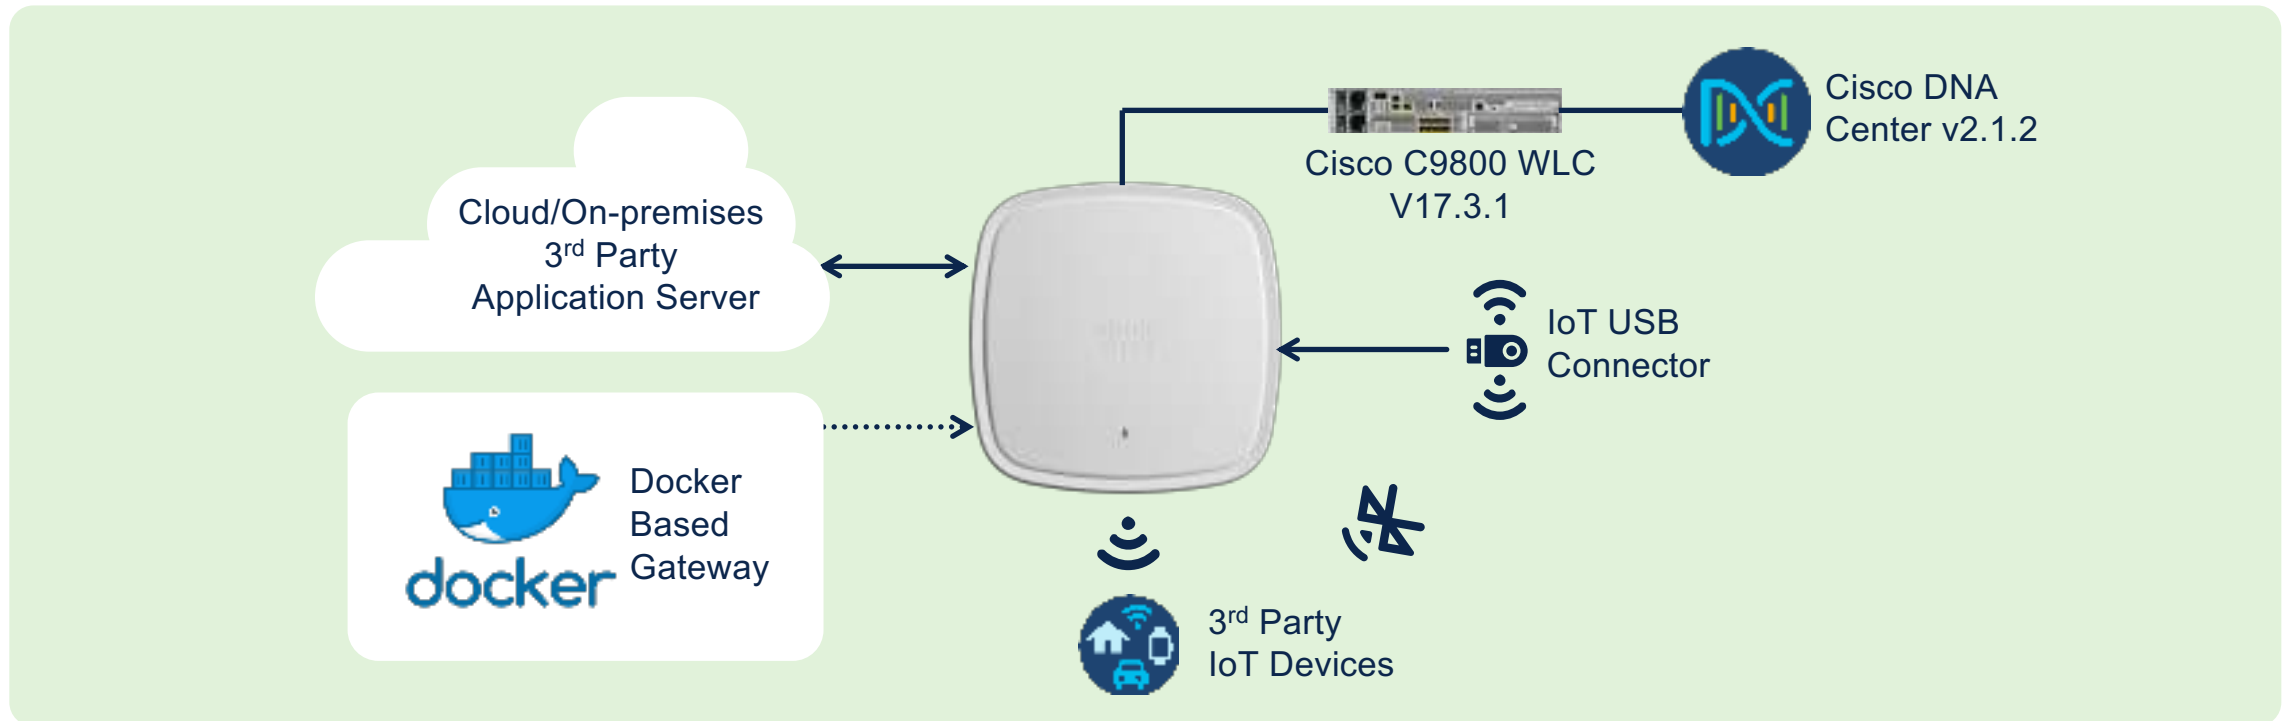 Cisco DNA
Center v2.1.2
Cisco C9800 WLC
V17.3.1
Cloud/On-premises
3rd Party
Application Server
IoT USB
Connector
Docker
Based
Gateway
docker
3rd Party
IoT Devices